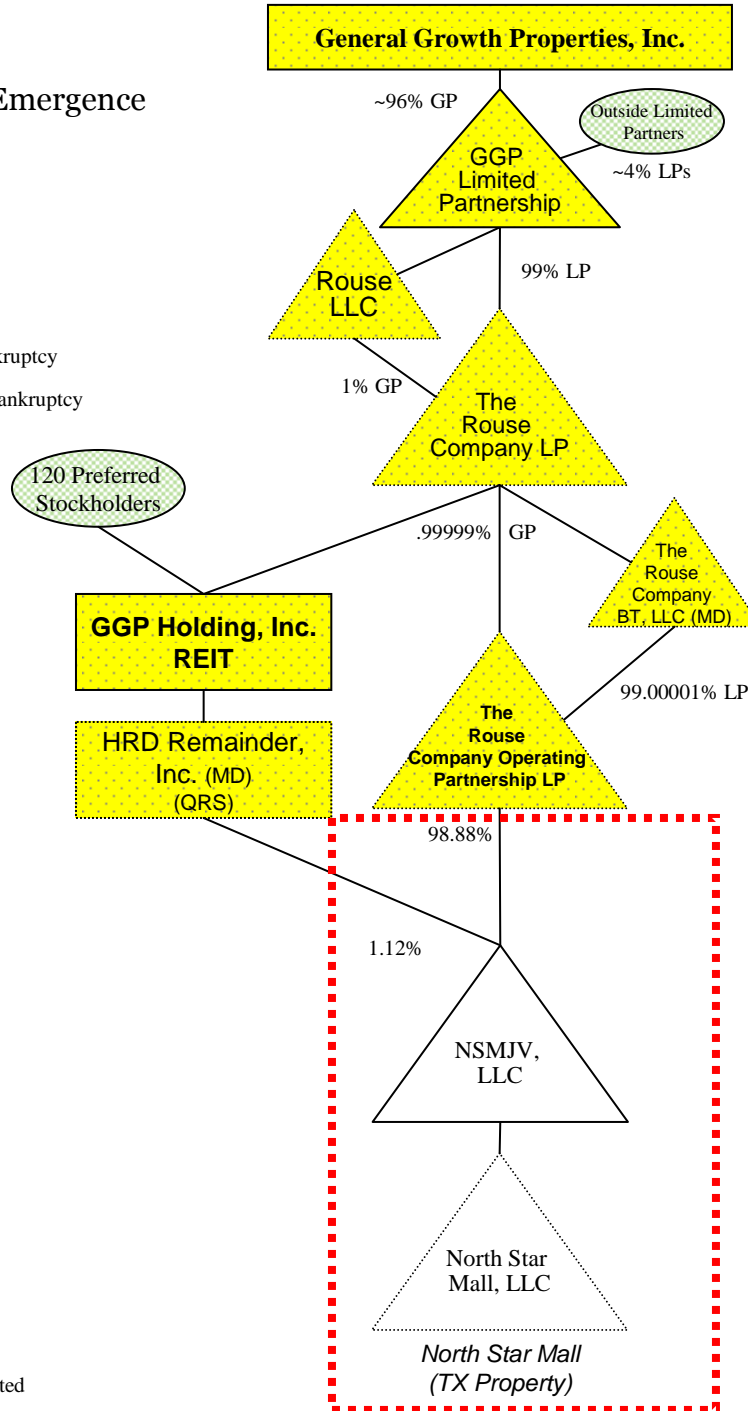 General Growth Properties, Inc.
Emergence
~96% GP
Outside Limited
Partners
~4% LPs
GGP
Limited
Partnership
Rouse
LLC
99% LP
1% GP
The
Rouse
Company LP
120 Preferred
Stockholders
.99999% GP
The
Rouse
Company
BT, LLC (MD)
GGP Holding, Inc.
REIT
99.00001% LP
HRD Remainder,
Inc. (MD)
(QRS)
The
Rouse
Company Operating
Partnership LP
98.88%
1.12%
NSMJV,
LLC
North Star
Mall, LLC
North Star Mall
(TX Property)